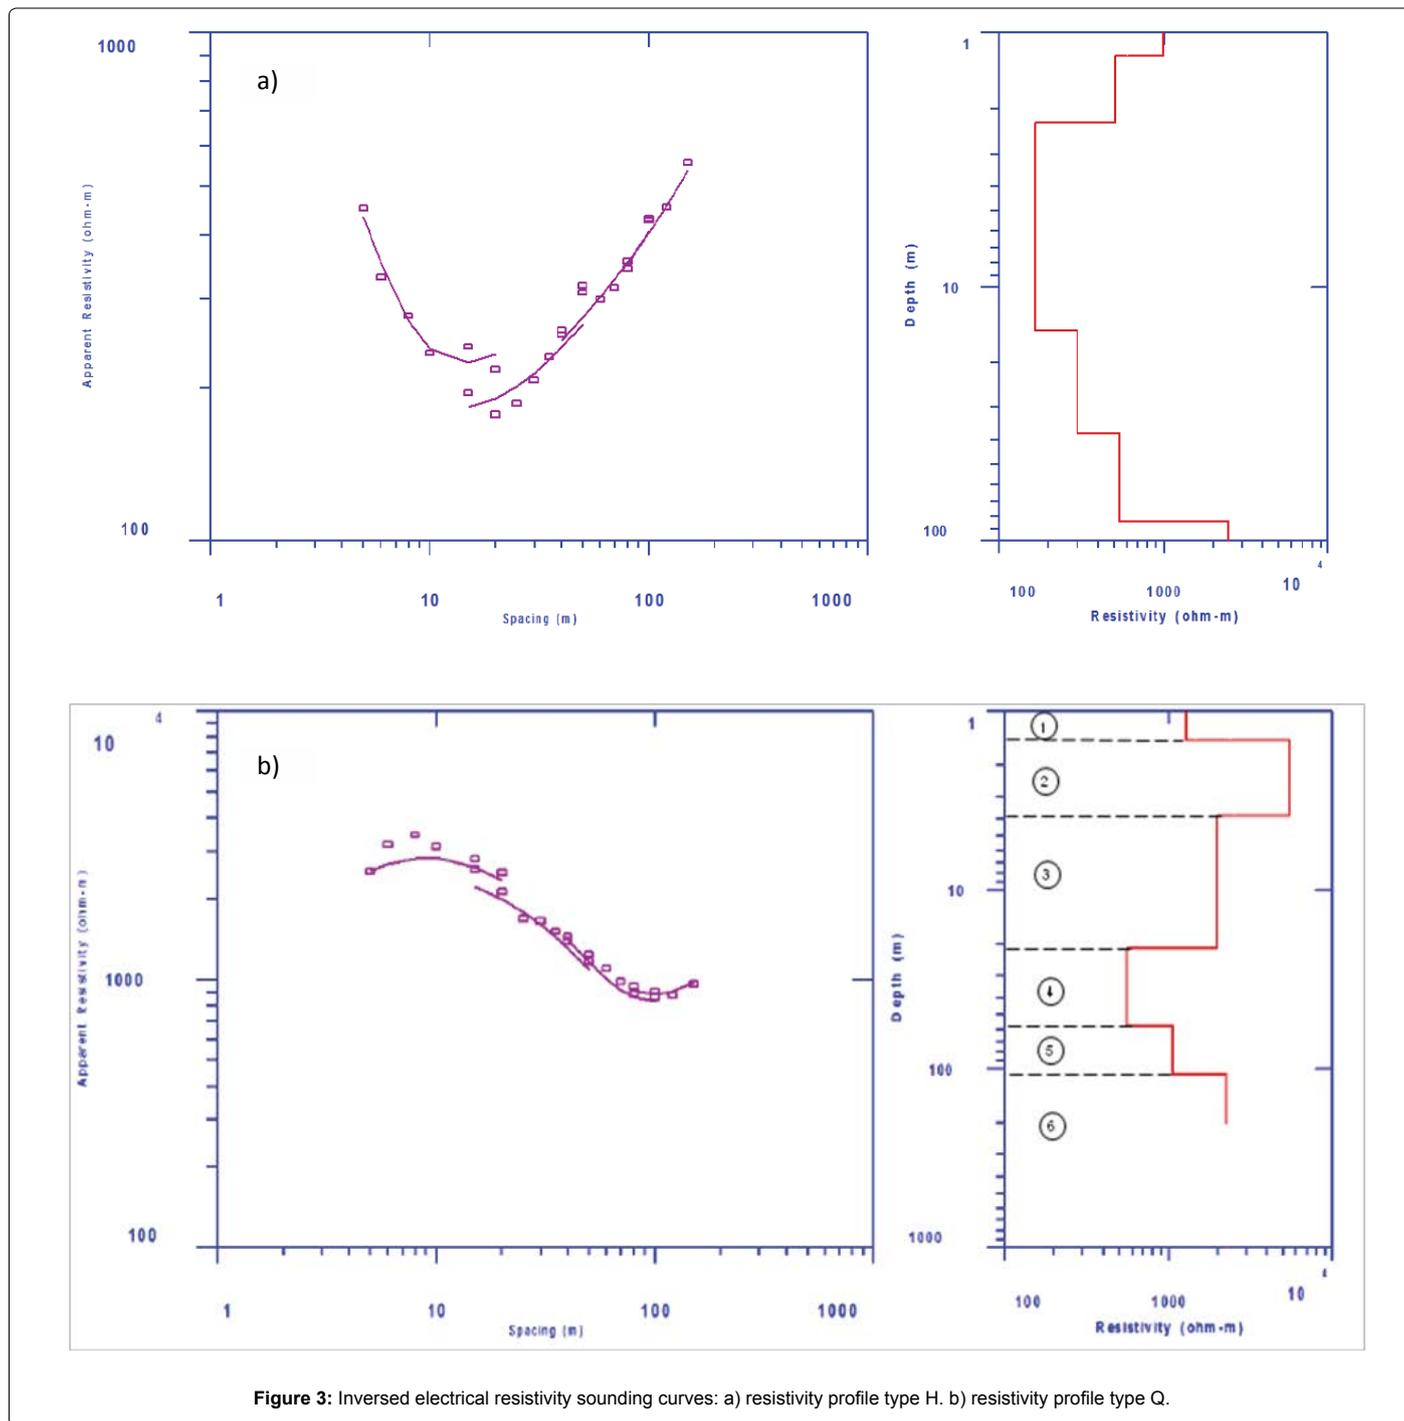 a)
1000
Apparent Resistivity (ohm-m)
100
1 10 100 1000
Spacing (m)
1
Depth (m)
10
100
100 1000 10 4
Resistivity (ohm-m)
b)
10 4
Apparent Resistivity (ohm-m)
1000
100
1 10 100 1000
Spacing (m)
1
Depth (m)
10
100
1000
1
2
3
4
5
6
100 1000 10 4
Resistivity (ohm-m)
Figure 3: Inversed electrical resistivity sounding curves: a) resistivity profile type H. b) resistivity profile type Q.